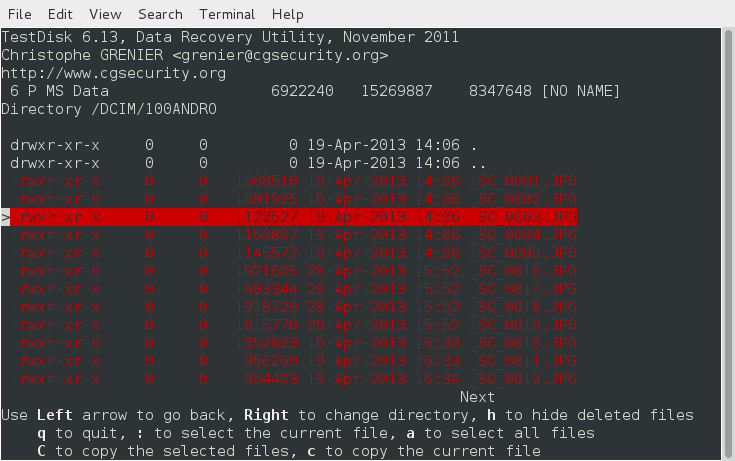 File Edit View Search Terminal Help
TestDisk 6.13, Data Recovery Utility, November 2011
Christophe GRENIER <grenier@cgsecurity.org>
http://www.cgsecurity.org
 6 P MS Data                  6922240   15269887    8347648 [NO NAME]
Directory /DCIM/100ANDRO
 drwxr-xr-x     0     0         0 19-Apr-2013 14:06 .
 drwxr-xr-x     0     0         0 19-Apr-2013 14:06 ..
 -rwxr-xr-x     0     0   1568518 19-Apr-2013 14:06 _SC_0001.JPG
 -rwxr-xr-x     0     0   1581925 19-Apr-2013 14:06 _SC_0002.JPG
>-rwxr-xr-x     0     0   1120527 19-Apr-2013 14:06 _SC_0003.JPG
 -rwxr-xr-x     0     0   1150807 19-Apr-2013 14:06 _SC_0004.JPG
 -rwxr-xr-x     0     0   1145572 19-Apr-2013 14:06 _SC_0005.JPG
 -rwxr-xr-x     0     0   1921605 28-Apr-2013 15:52 _SC_0016.JPG
 -rwxr-xr-x     0     0   1683344 28-Apr-2013 15:52 _SC_0017.JPG
 -rwxr-xr-x     0     0   1918729 28-Apr-2013 15:52 _SC_0018.JPG
 -rwxr-xr-x     0     0   1815770 28-Apr-2013 15:52 _SC_0019.JPG
 -rwxr-xr-x     0     0   1052823 19-Apr-2013 16:33 _SC_0010.JPG
 -rwxr-xr-x     0     0    956260 19-Apr-2013 16:33 _SC_0011.JPG
 -rwxr-xr-x     0     0    964403 19-Apr-2013 16:34 _SC_0012.JPG
Next
Use Left arrow to go back, Right to change directory, h to hide deleted files
    q to quit, : to select the current file, a to select all files
    C to copy the selected files, c to copy the current file